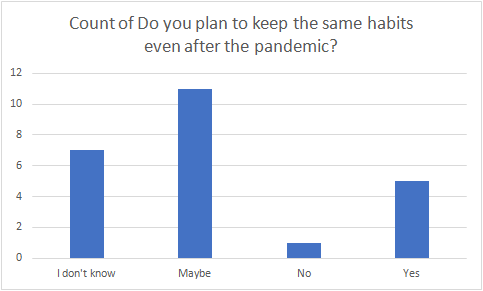 Count of Do you plan to keep the same habits
even after the pandemic?
12
10
8
6
4
2
0
I don't know
Maybe
No
Yes